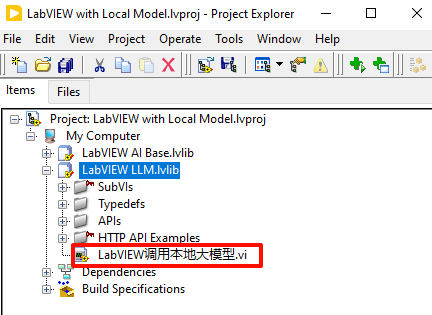 LabVIEW with Local Model.lvproj - Project Explorer
File Edit View Project Operate Tools Window Help
Items Files
Project: LabVIEW with Local Model.lvproj
My Computer
LabVIEW AI Base.lvlib
LabVIEW LLM.lvlib
SubVIs
Typedefs
APIs
HTTP API Examples
LabVIEW调用本地大模型.vi
Dependencies
Build Specifications